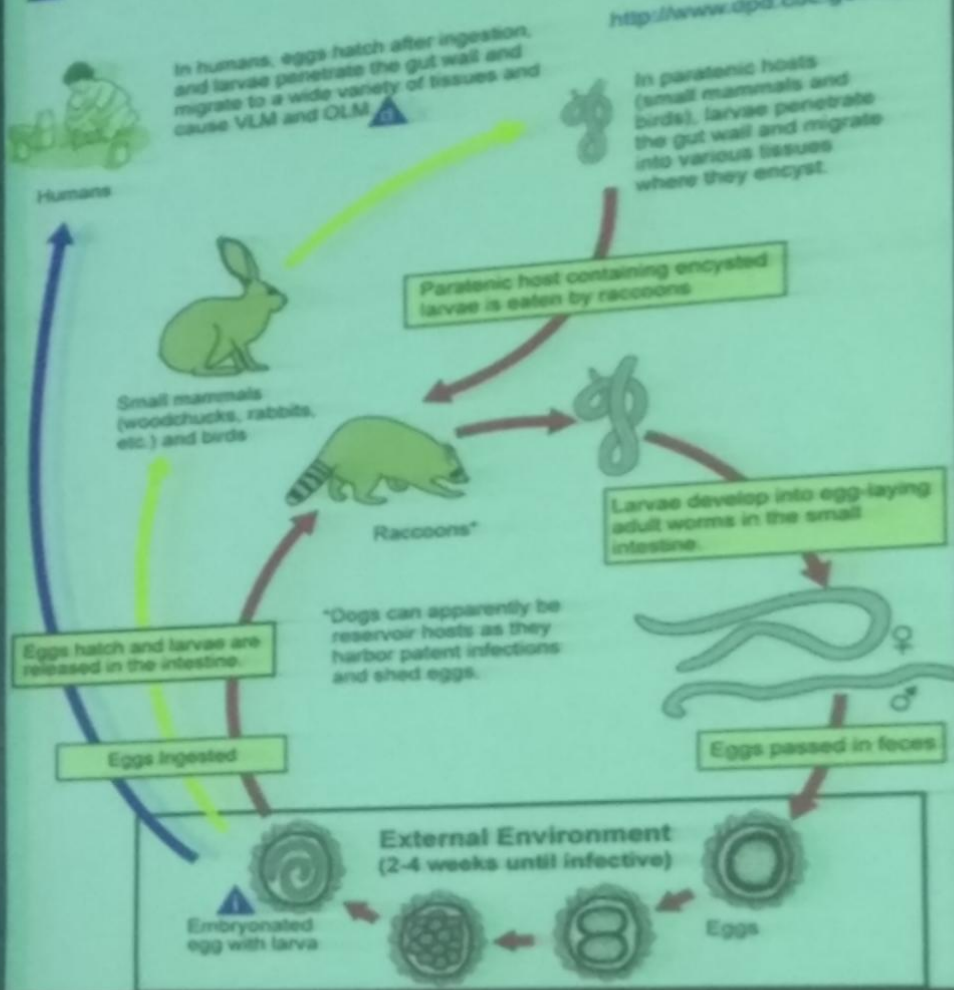 http://www.dpd.cdc.g
In humans, eggs hatch after ingestion,
and larvae penetrate the gut wall and
migrate to a wide variety of tissues and
cause VLM and OLM
d
In paratenic hosts
(small mammals and
birds), larvae penetrate
the gut wall and migrate
into various tissues
where they encyst.
Humans
Paratenic host containing encysted
larvae is eaten by raccoons
Small mammals
(woodchucks, rabbits,
etc.) and birds
Raccoons*
Larvae develop into egg-laying
adult worms in the small
intestine.
*Dogs can apparently be
reservoir hosts as they
harbor patent infections
and shed eggs.
♀
♂
Eggs hatch and larvae are
released in the intestine.
Eggs Ingested
Eggs passed in feces
External Environment
(2-4 weeks until infective)
i
Embryonated
egg with larva
Eggs